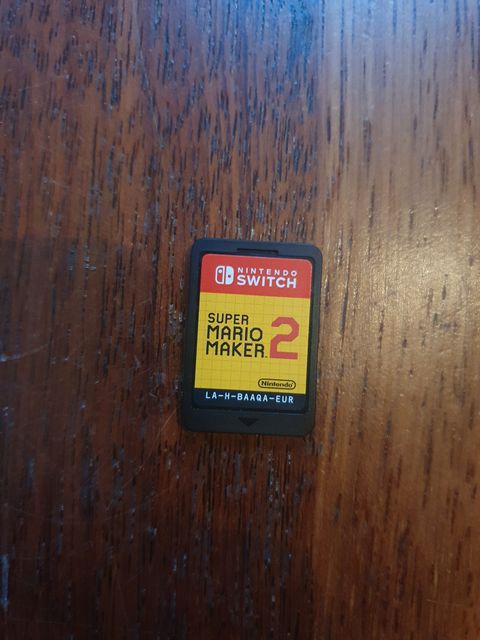 NINTENDO
SWITCH
SUPER
MARIO
MAKER 2
Nintendo
LA-H-BAAQA-EUR